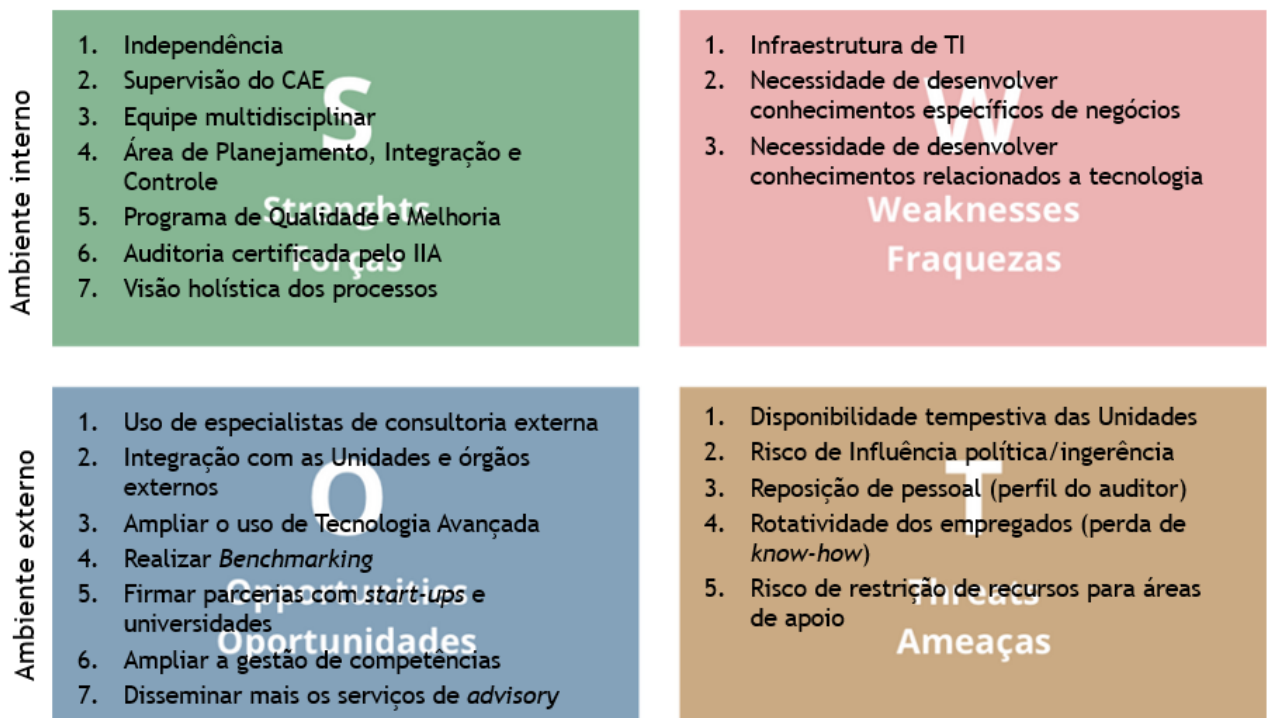 Ambiente interno
1. Independência
2. Supervisão do CAE
3. Equipe multidisciplinar
4. Área de Planejamento, Integração e
Controle
5. Programa de Qualidade e Melhoria
6. Auditoria certificada pelo IIA
7. Visão holística dos processos
S
Strenghts
Forças
1. Infraestrutura de TI
2. Necessidade de desenvolver
conhecimentos específicos de negócios
3. Necessidade de desenvolver
conhecimentos relacionados a tecnologia
W
Weaknesses
Fraquezas
Ambiente externo
1. Uso de especialistas de consultoria externa
2. Integração com as Unidades e órgãos
externos
3. Ampliar o uso de Tecnologia Avançada
4. Realizar Benchmarking
5. Firmar parcerias com start-ups e
universidades
6. Ampliar a gestão de competências
7. Disseminar mais os serviços de advisory
O
Opportunities
Oportunidades
1. Disponibilidade tempestiva das Unidades
2. Risco de Influência política/ingerência
3. Reposição de pessoal (perfil do auditor)
4. Rotatividade dos empregados (perda de
know-how)
5. Risco de restrição de recursos para áreas
de apoio
T
Threats
Ameaças